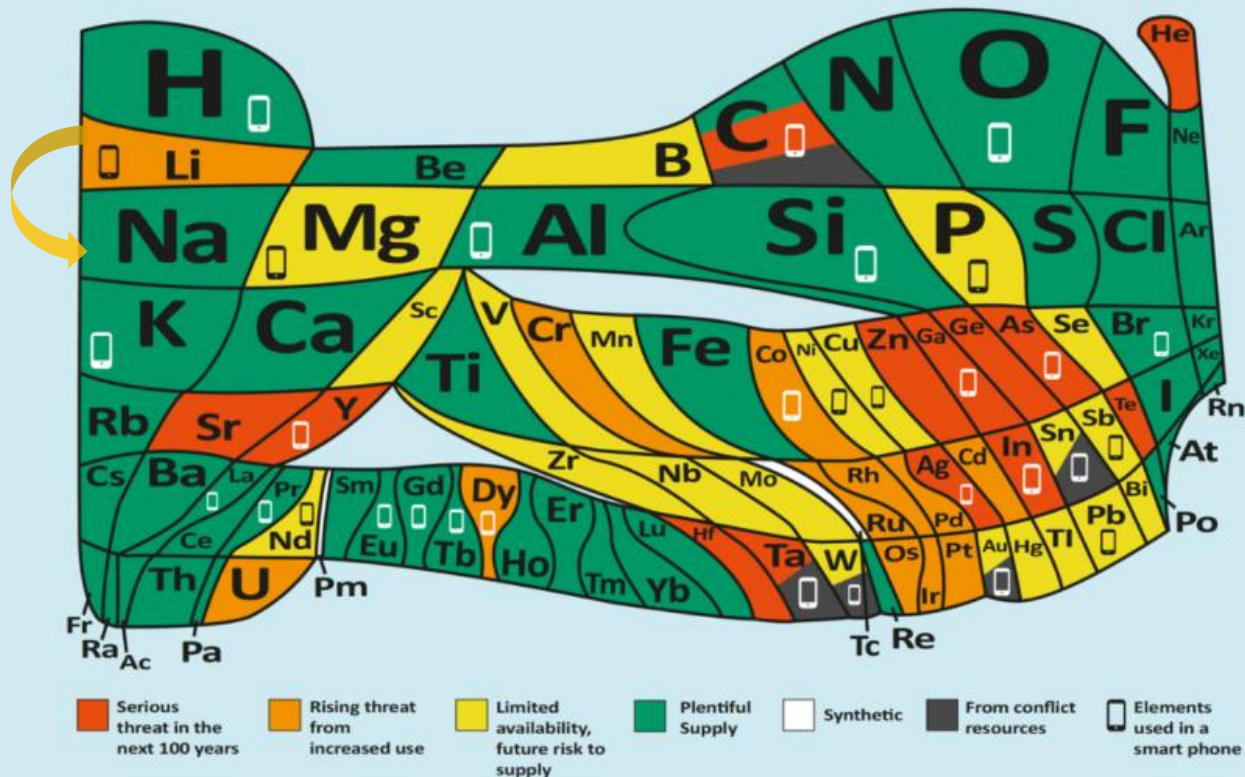 H
He
Li
Be
B
C
N
O
F
Ne
Na
Mg
Al
Si
P
S
Cl
Ar
K
Ca
Sc
Ti
V
Cr
Mn
Fe
Co
Ni
Cu
Zn
Ga
Ge
As
Se
Br
Kr
Rb
Sr
Y
Zr
Nb
Mo
Tc
Ru
Rh
Pd
Ag
Cd
In
Sn
Sb
Te
I
Xe
Cs
Ba
La
Ce
Pr
Nd
Pm
Sm
Eu
Gd
Tb
Dy
Ho
Er
Tm
Yb
Lu
Hf
Ta
W
Re
Os
Ir
Pt
Au
Hg
Tl
Pb
Bi
Po
At
Rn
Fr
Ra
Ac
Th
Pa
U
Serious
threat in the
next 100 years
Rising threat
from
increased use
Limited
availability,
future risk to
supply
Plentiful
Supply
Synthetic
From conflict
resources
Elements
used in a
smart phone